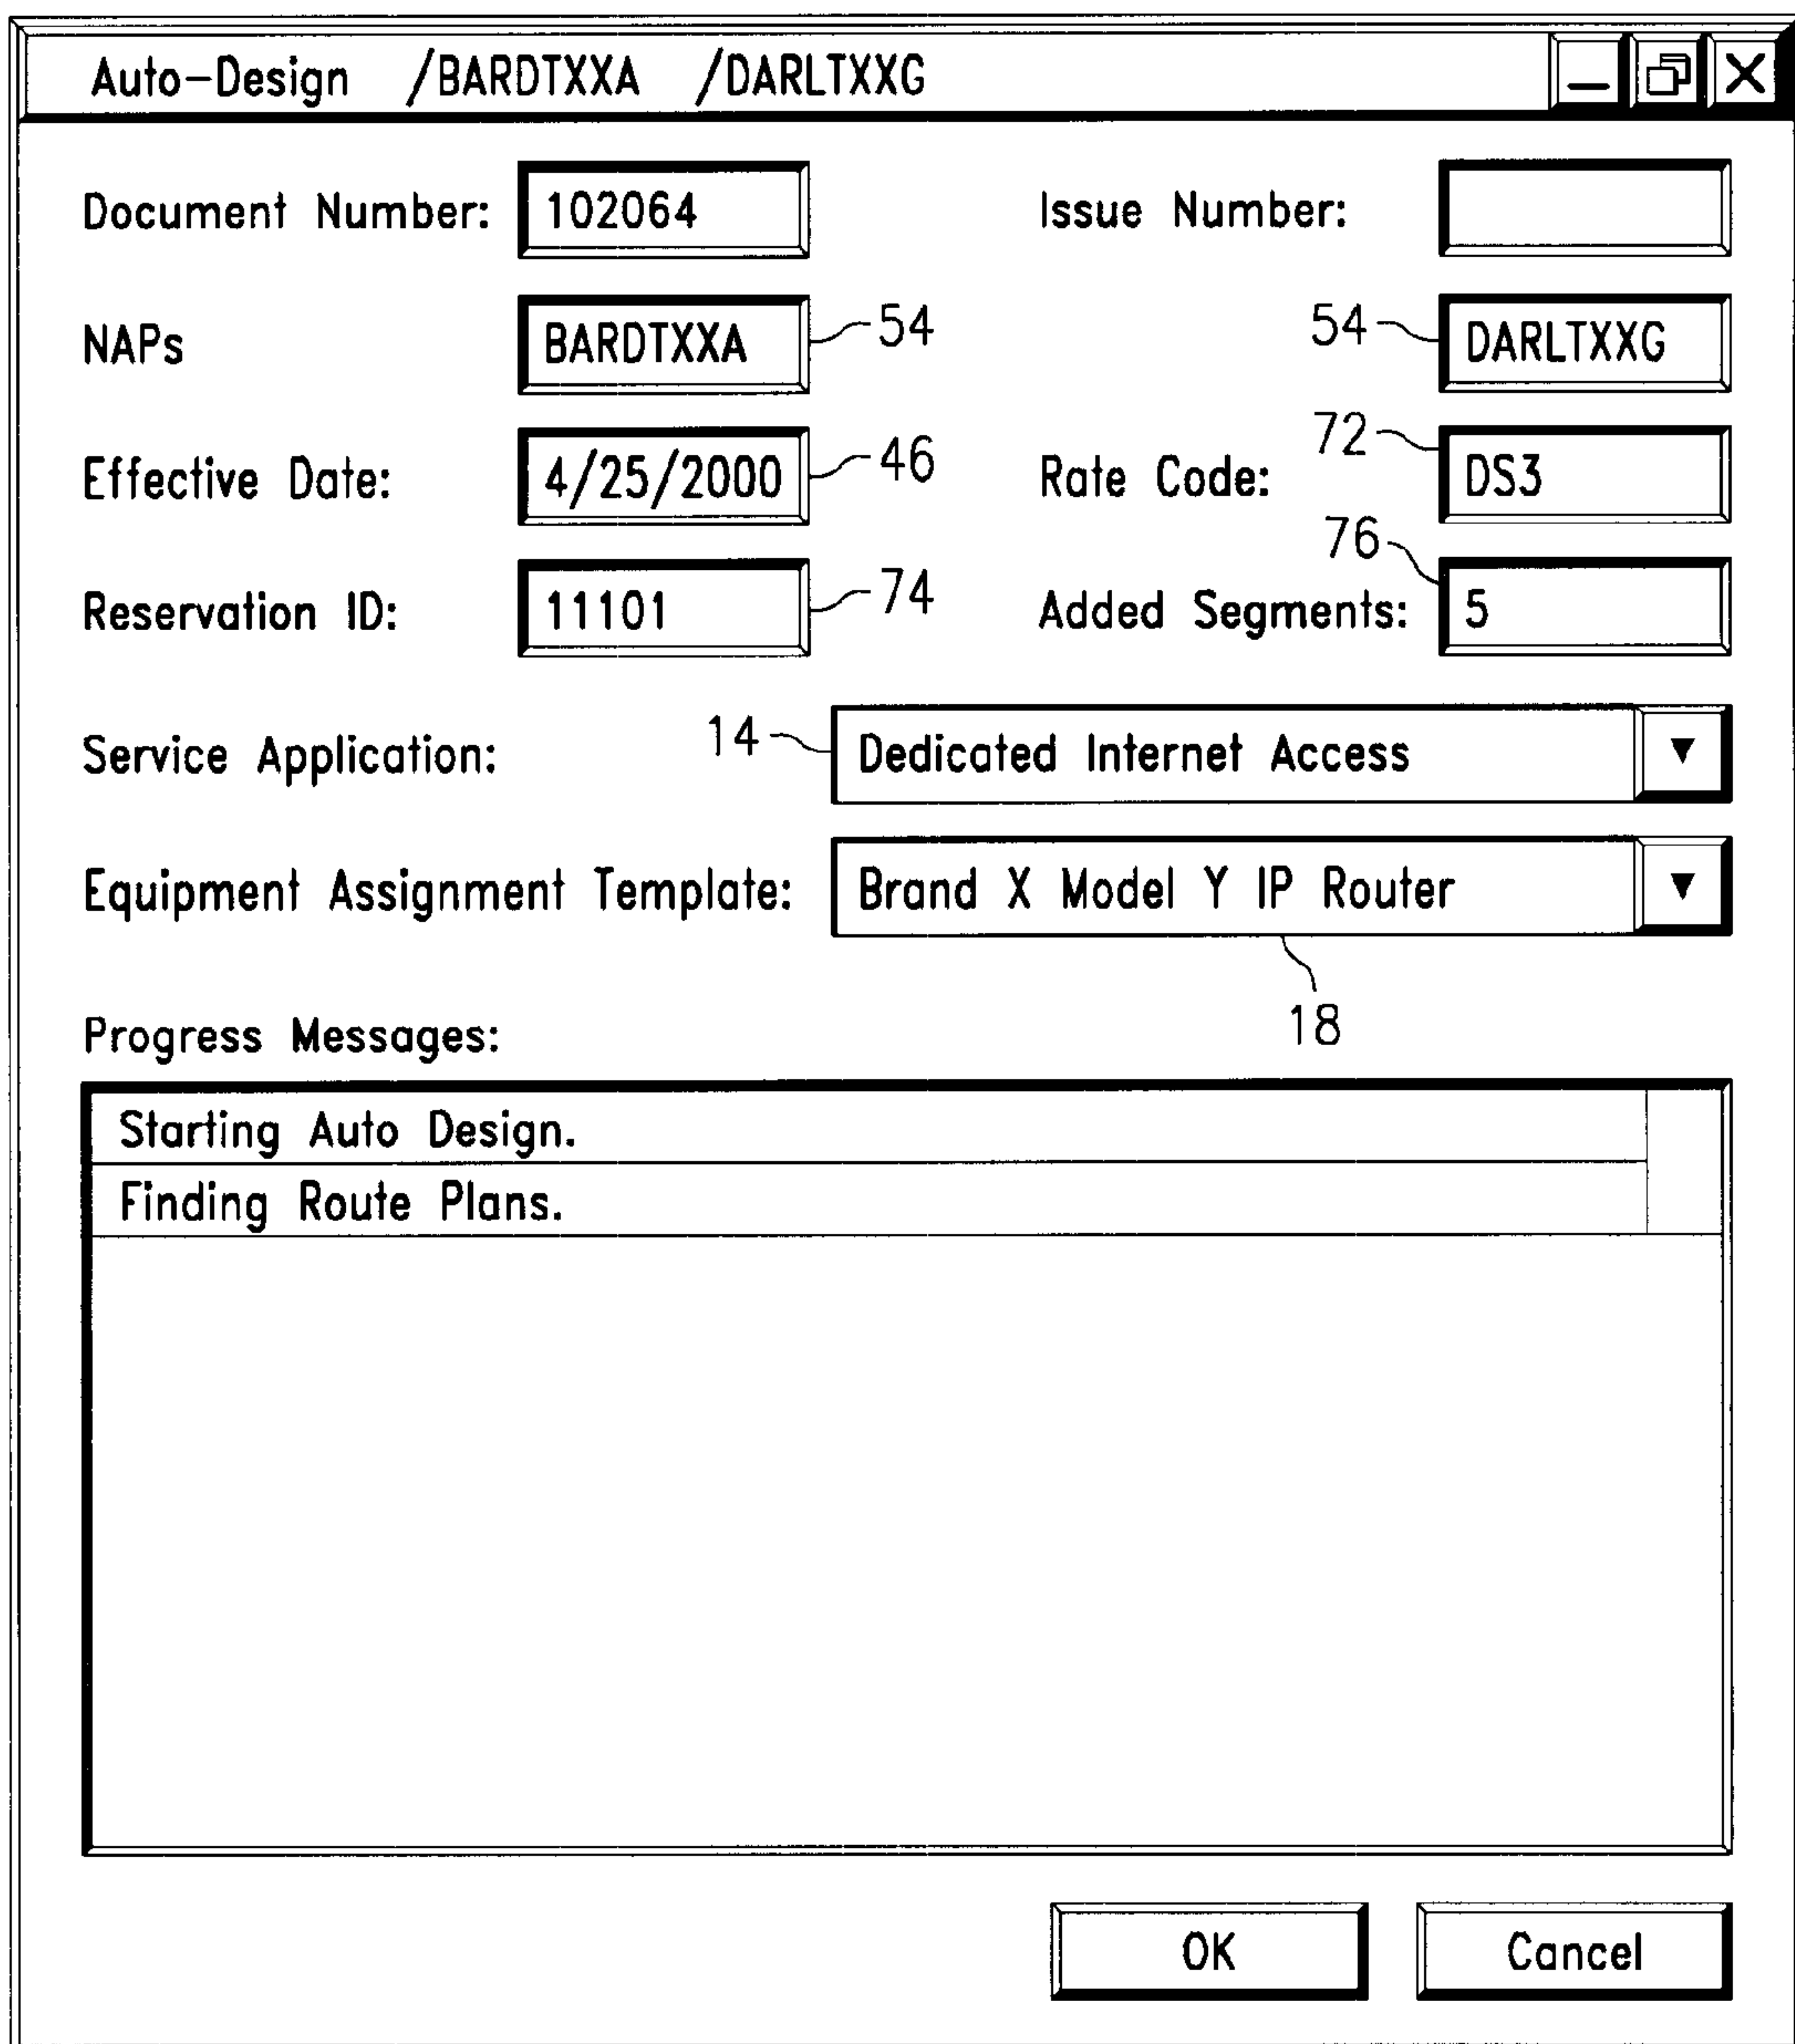 Auto-Design /BARDTXXA /DARLTXXG
Document Number: 102064 Issue Number:
NAPs BARDTXXA 54 54 DARLTXXG
Effective Date: 4/25/2000 46 Rate Code: 72 DS3
Reservation ID: 11101 74 Added Segments: 76 5
Service Application: 14 Dedicated Internet Access
Equipment Assignment Template: Brand X Model Y IP Router
18
Progress Messages:
Starting Auto Design.
Finding Route Plans.
OK Cancel